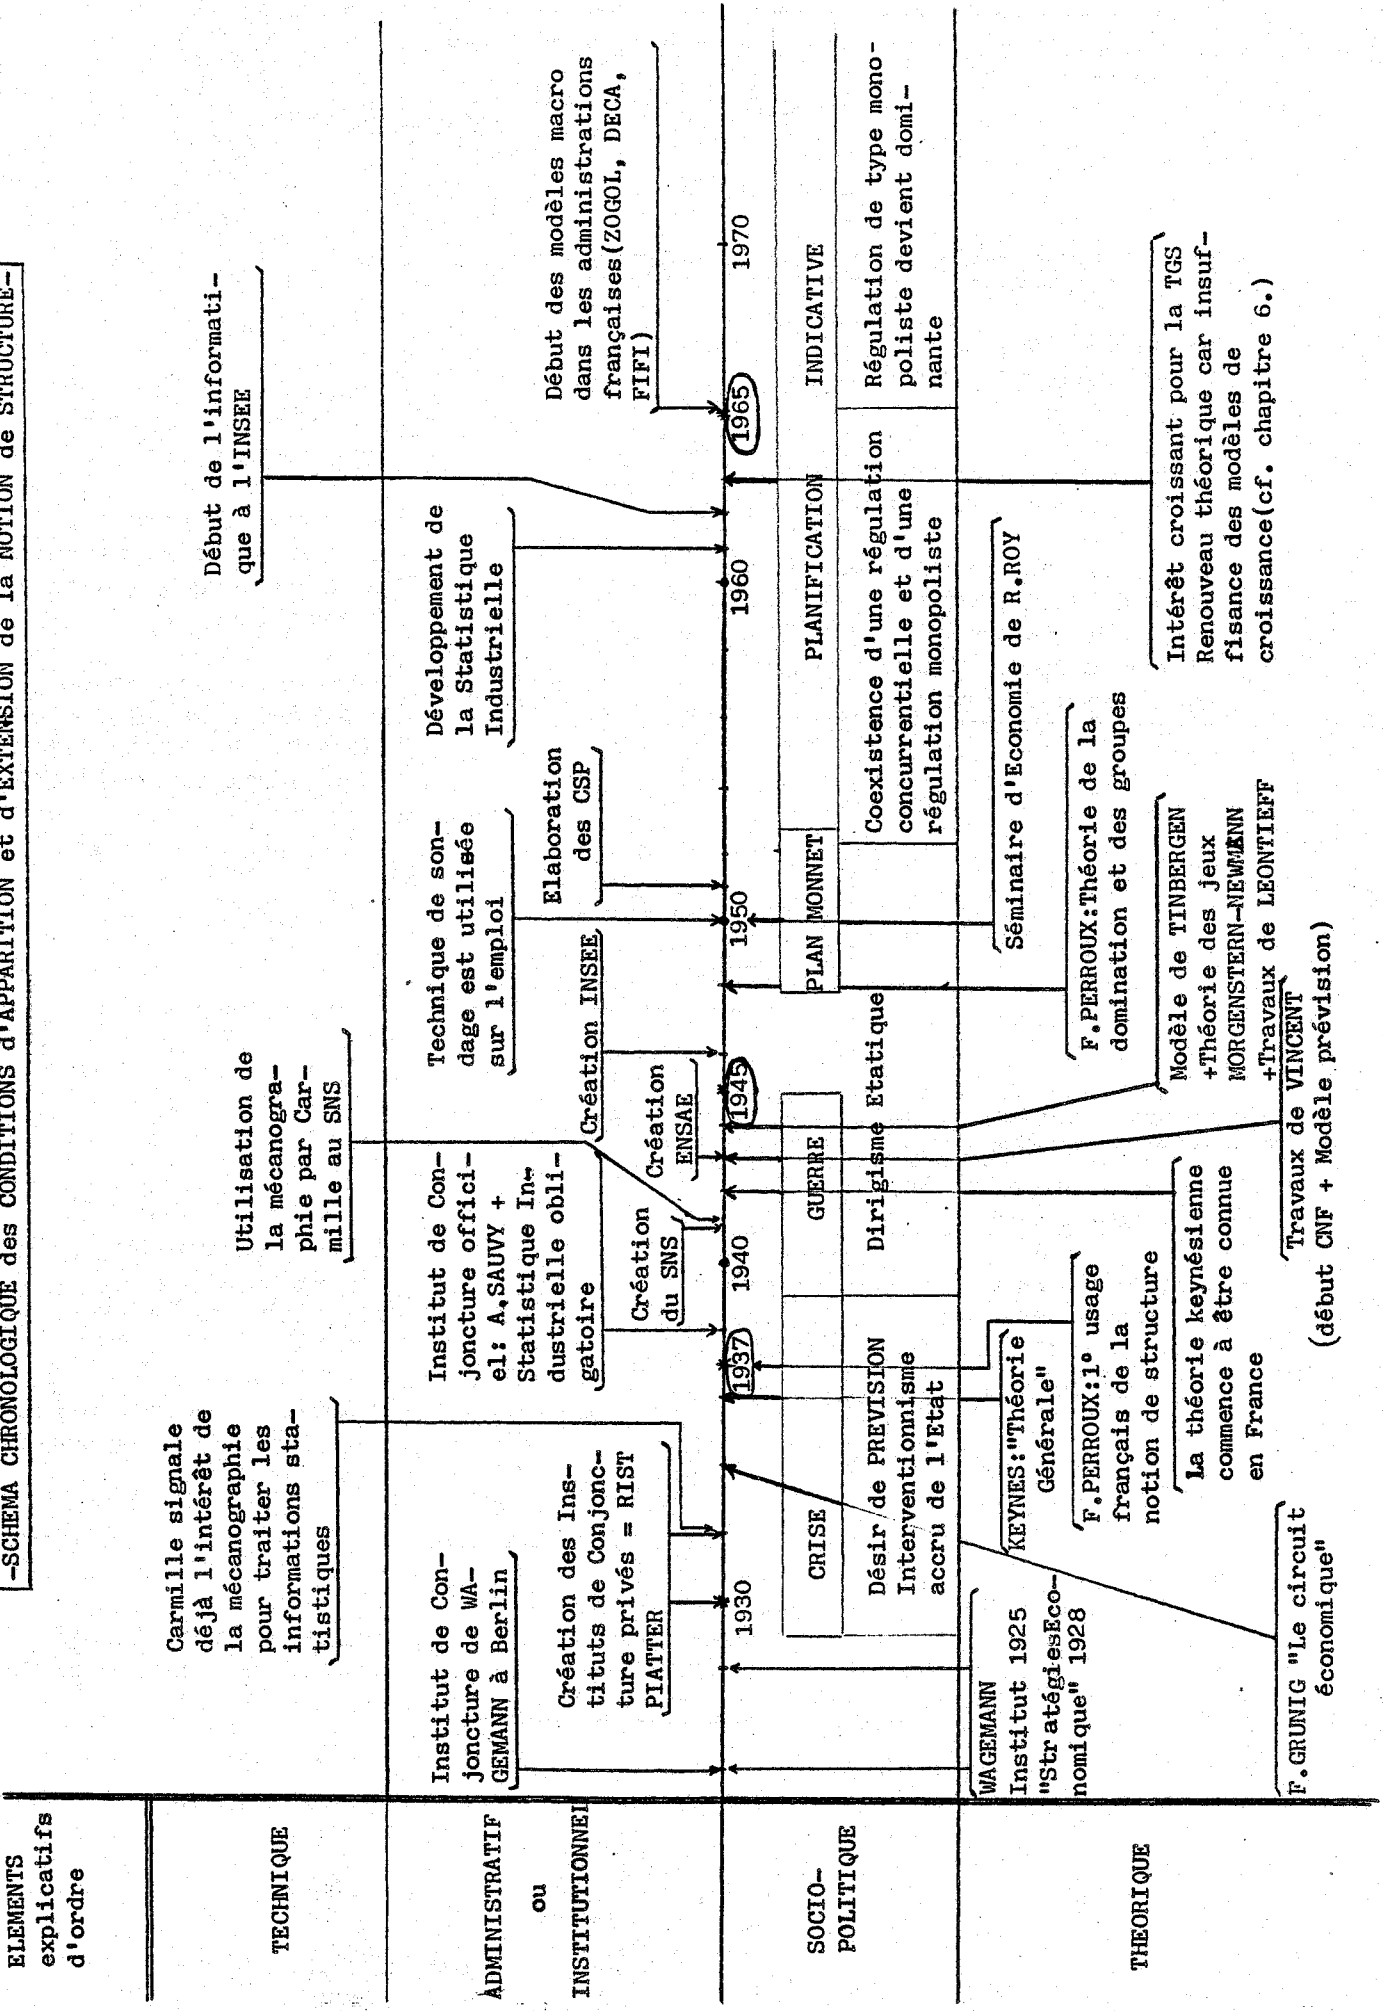 -SCHEMA CHRONOLOGIQUE des CONDITIONS d'APPARITION et d'EXTENSION de la NOTION de STRUCTURE-
ELEMENTS
explicatifs
d'ordre
TECHNIQUE
Carmille signale
déjà l'intérêt de
la mécanographie
pour traiter les
informations sta-
tistiques
Utilisation de
la mécanogra-
phie par Car-
mille au SNS
Début de l'informati-
que à l'INSEE
ADMINISTRATIF
ou
INSTITUTIONNEL
Institut de Con-
joncture de WA-
GEMANN à Berlin
Création des Ins-
tituts de Conjonc-
ture privés = RIST
PIATTER
Institut de Con-
joncture offici-
el: A.SAUVY +
Statistique In-
dustrielle obli-
gatoire
Création
du SNS
Création
ENSAE
Création INSEE
Technique de son-
dage est utilisée
sur l'emploi
Elaboration
des CSP
Développement de
la Statistique
Industrielle
Début des modèles macro
dans les administrations
françaises(ZOGOL, DECA,
FIFI)
1930
1937
1940
1945
1950
1960
1965
1970
SOCIO-
POLITIQUE
CRISE
GUERRE
PLAN MONNET
PLANIFICATION
INDICATIVE
Désir de PREVISION
Interventionnisme
accru de l'Etat
Dirigisme Etatique
Coexistence d'une régulation
concurrentielle et d'une
régulation monopoliste
Régulation de type mono-
poliste devient domi-
nante
THEORIQUE
WAGEMANN
Institut 1925
"StratégiesEco-
nomique" 1928
F.GRUNIG "Le circuit
économique"
KEYNES:"Théorie
Générale"
F.PERROUX:1° usage
français de la
notion de structure
La théorie keynésienne
commence à être connue
en France
Travaux de VINCENT
(début CNF + Modèle prévision)
Modèle de TINBERGEN
+Théorie des jeux
MORGENSTERN-NEWMANN
+Travaux de LEONTIEFF
F.PERROUX:Théorie de la
domination et des groupes
Séminaire d'Economie de R.ROY
Intérêt croissant pour la TGS
Renouveau théorique car insuf-
fisance des modèles de
croissance(cf. chapitre 6.)